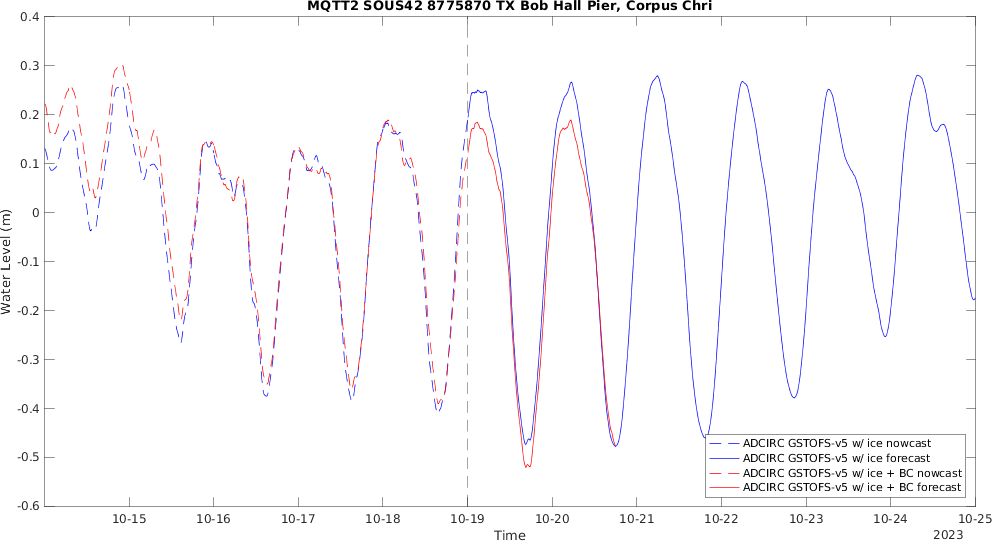 MQTT2 SOUS42 8775870 TX Bob Hall Pier, Corpus Chri
0.4
0.3
0.2
0.1
0
-0.1
-0.2
-0.3
-0.4
-0.5
-0.6
Water Level (m)
ADCIRC GSTOFS-v5 w/ ice nowcast
ADCIRC GSTOFS-v5 w/ ice forecast
ADCIRC GSTOFS-v5 w/ ice + BC nowcast
ADCIRC GSTOFS-v5 w/ ice + BC forecast
10-15 10-16 10-17 10-18 10-19 10-20 10-21 10-22 10-23 10-24 10-25
Time
2023